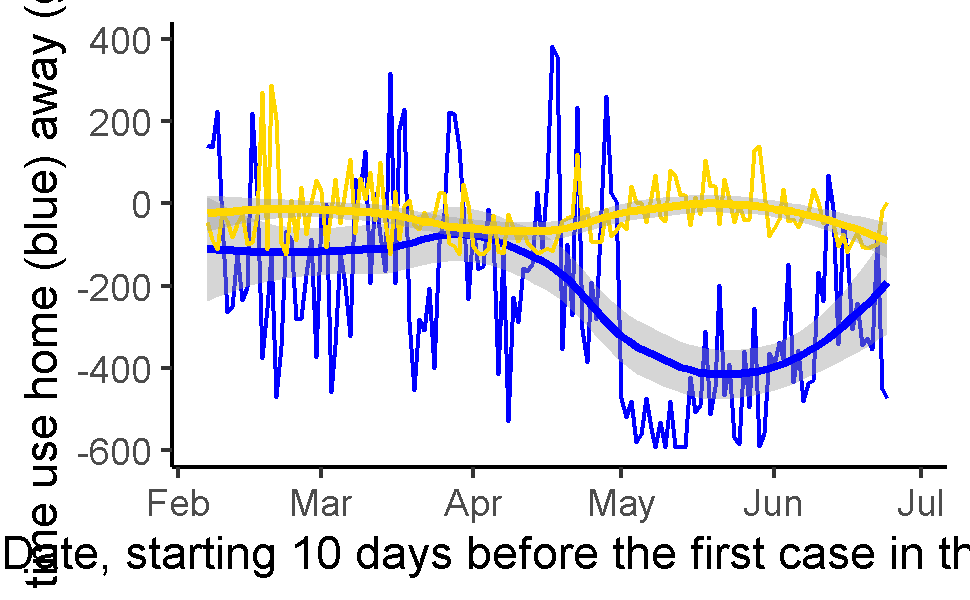 time use home (blue) away (
400
200
0
-200
-400
-600
Feb Mar Apr May Jun Jul
Date, starting 10 days before the first case in